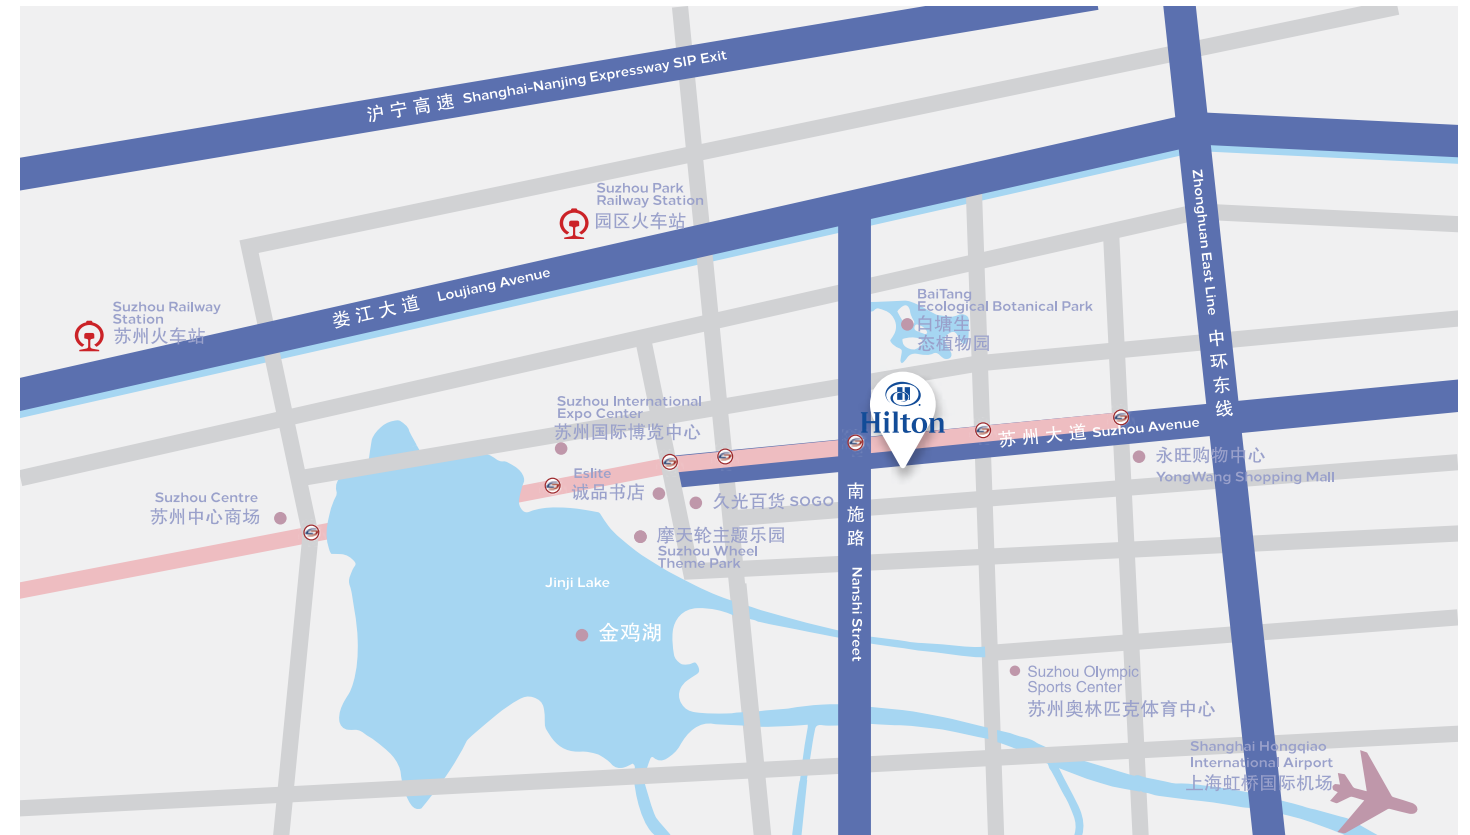 沪宁高速 Shanghai-Nanjing Expressway SIP Exit
Suzhou Park
Railway Station
园区火车站
Zhonghuan East Line 中环东线
娄江大道 Loujiang Avenue
Suzhou Railway
Station
苏州火车站
BaiTang
Ecological Botanical Park
白塘生
态植物园
Suzhou International
Expo Center
苏州国际博览中心
H
Hilton
苏州大道 Suzhou Avenue
永旺购物中心
YongWang Shopping Mall
Eslite
诚品书店
久光百货 SOGO
南施路 Nanshi Street
Suzhou Centre
苏州中心商场
摩天轮主题乐园
Suzhou Wheel
Theme Park
Jinji Lake
金鸡湖
Suzhou Olympic
Sports Center
苏州奥林匹克体育中心
Shanghai Hongqiao
International Airport
上海虹桥国际机场